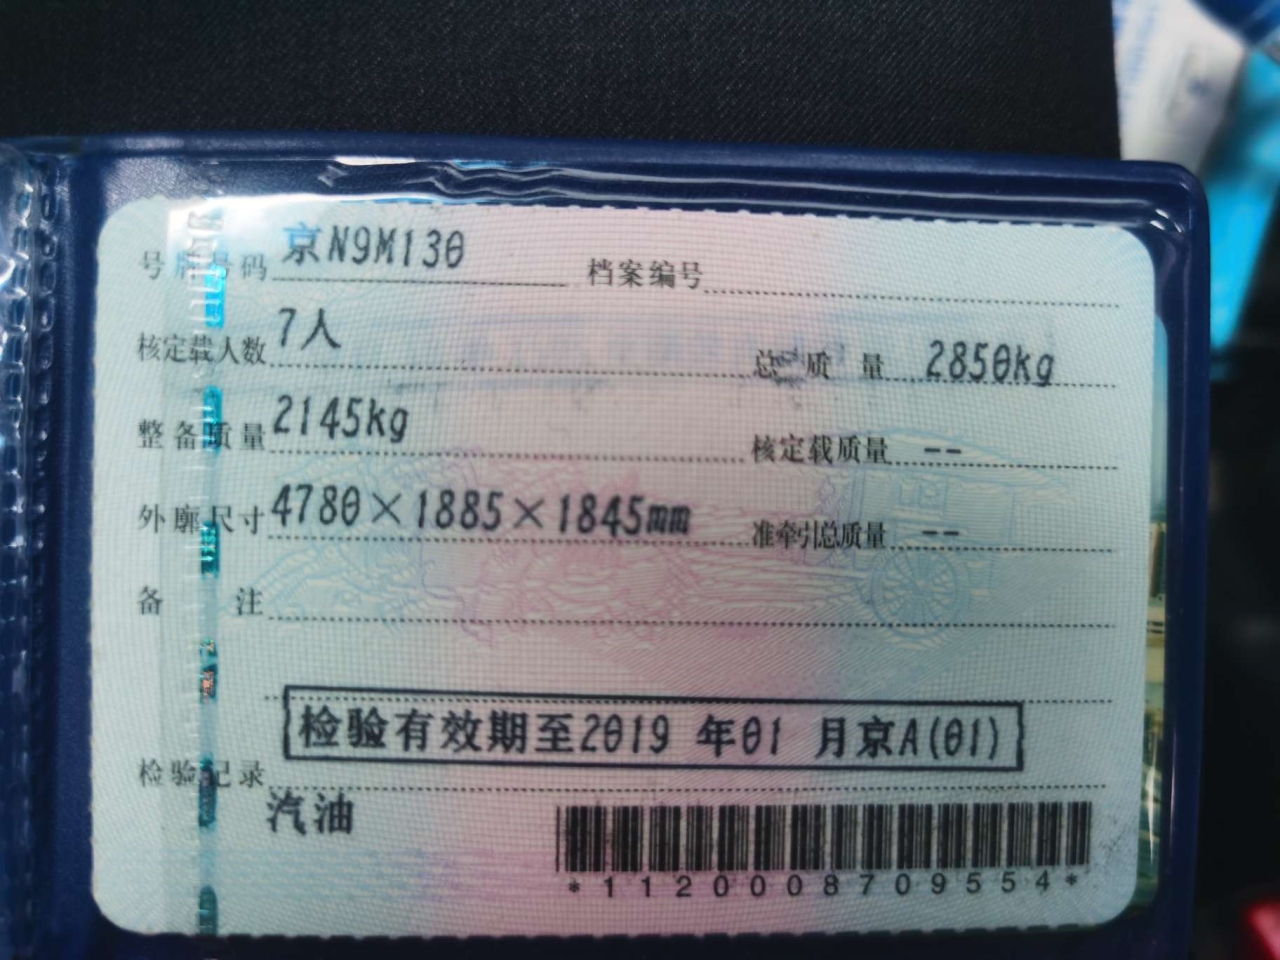 号牌号码 京N9M130 档案编号
核定载人数 7人 总质量 2850kg
整备质量 2145kg 核定载质量 --
外廓尺寸 4780×1885×1845mm 准牵引总质量 --
备注
检验有效期至2019 年01 月京A(01)
检验记录
汽油
*1120008709554*